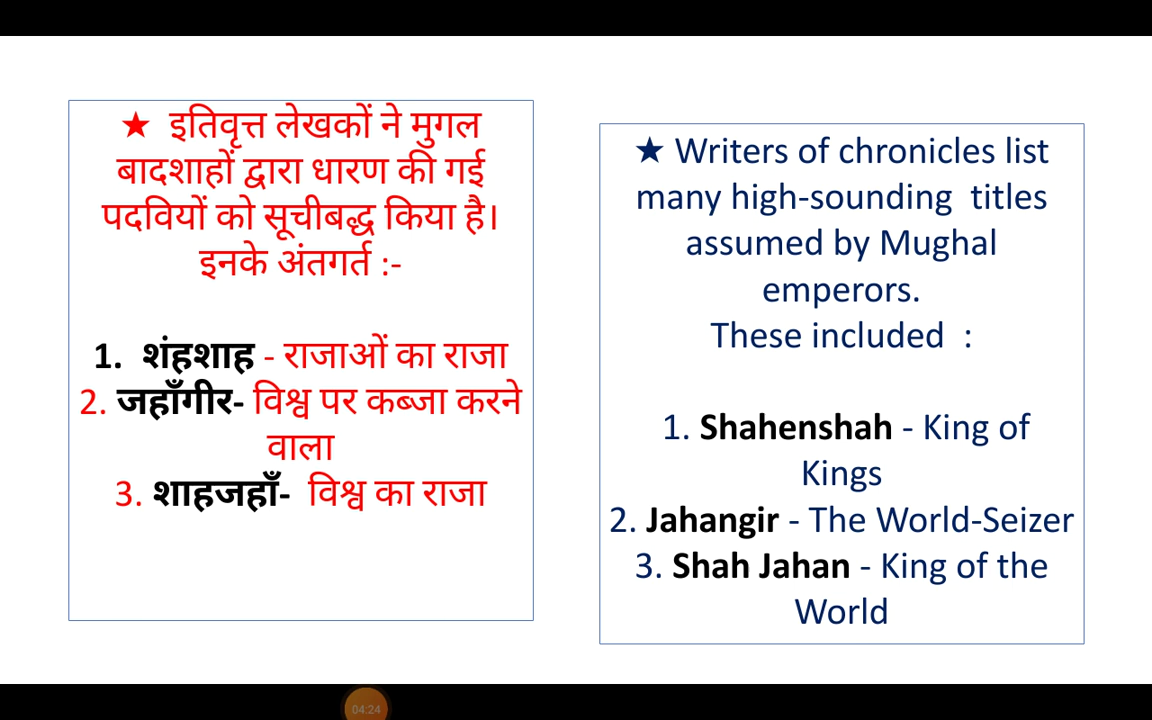 ★ इतिवृत्त लेखकों ने मुगल
बादशाहों द्वारा धारण की गई
पदवियों को सूचीबद्ध किया है।
इनके अंतगर्त :-
1. शंहशाह - राजाओं का राजा
2. जहाँगीर- विश्व पर कब्जा करने
वाला
3. शाहजहाँ- विश्व का राजा
★ Writers of chronicles list
many high-sounding titles
assumed by Mughal
emperors.
These included :
1. Shahenshah - King of
Kings
2. Jahangir - The World-Seizer
3. Shah Jahan - King of the
World
04:24